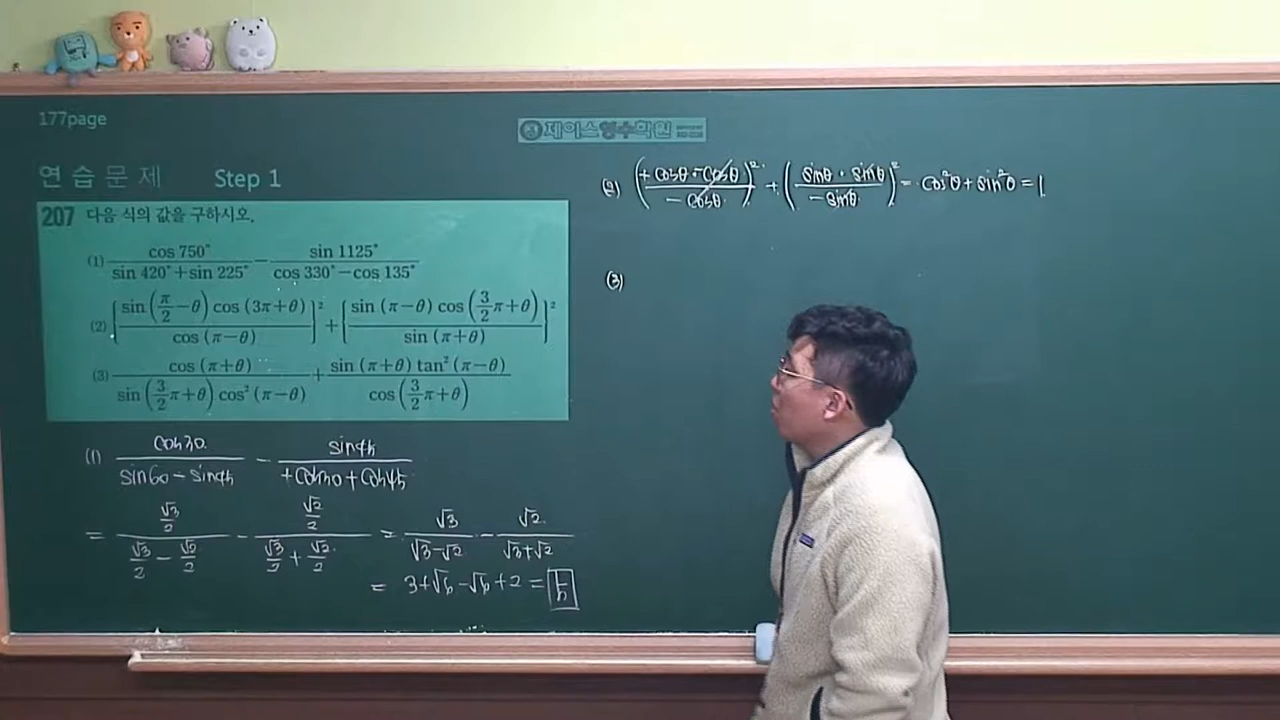 177page
제이스영수학원
연습문제 Step 1
207 다음 식의 값을 구하시오.
(1) cos 750° / (sin 420°+sin 225°) − sin 1125° / (cos 330°−cos 135°)
(2) {sin(π/2−θ) cos(3π+θ) / cos(π−θ)}² + {sin(π−θ) cos(3/2π+θ) / sin(π+θ)}²
(3) cos(π+θ) / (sin(3/2π+θ) cos²(π−θ)) + sin(π+θ) tan²(π−θ) / cos(3/2π+θ)
(1) cos30 / (sin60 − sin45) − sin45 / (+cos30 + cos45)
= (√3/2) / (√3/2 − √2/2) − (√2/2) / (√3/2 + √2/2) = √3 / (√3−√2) − √2 / (√3+√2)
= 3+√6−√6+2 = 5
(2) (+cosθ·−cosθ / −cosθ)² + (sinθ·sinθ / −sinθ)² = cos²θ + sin²θ = 1
(3)